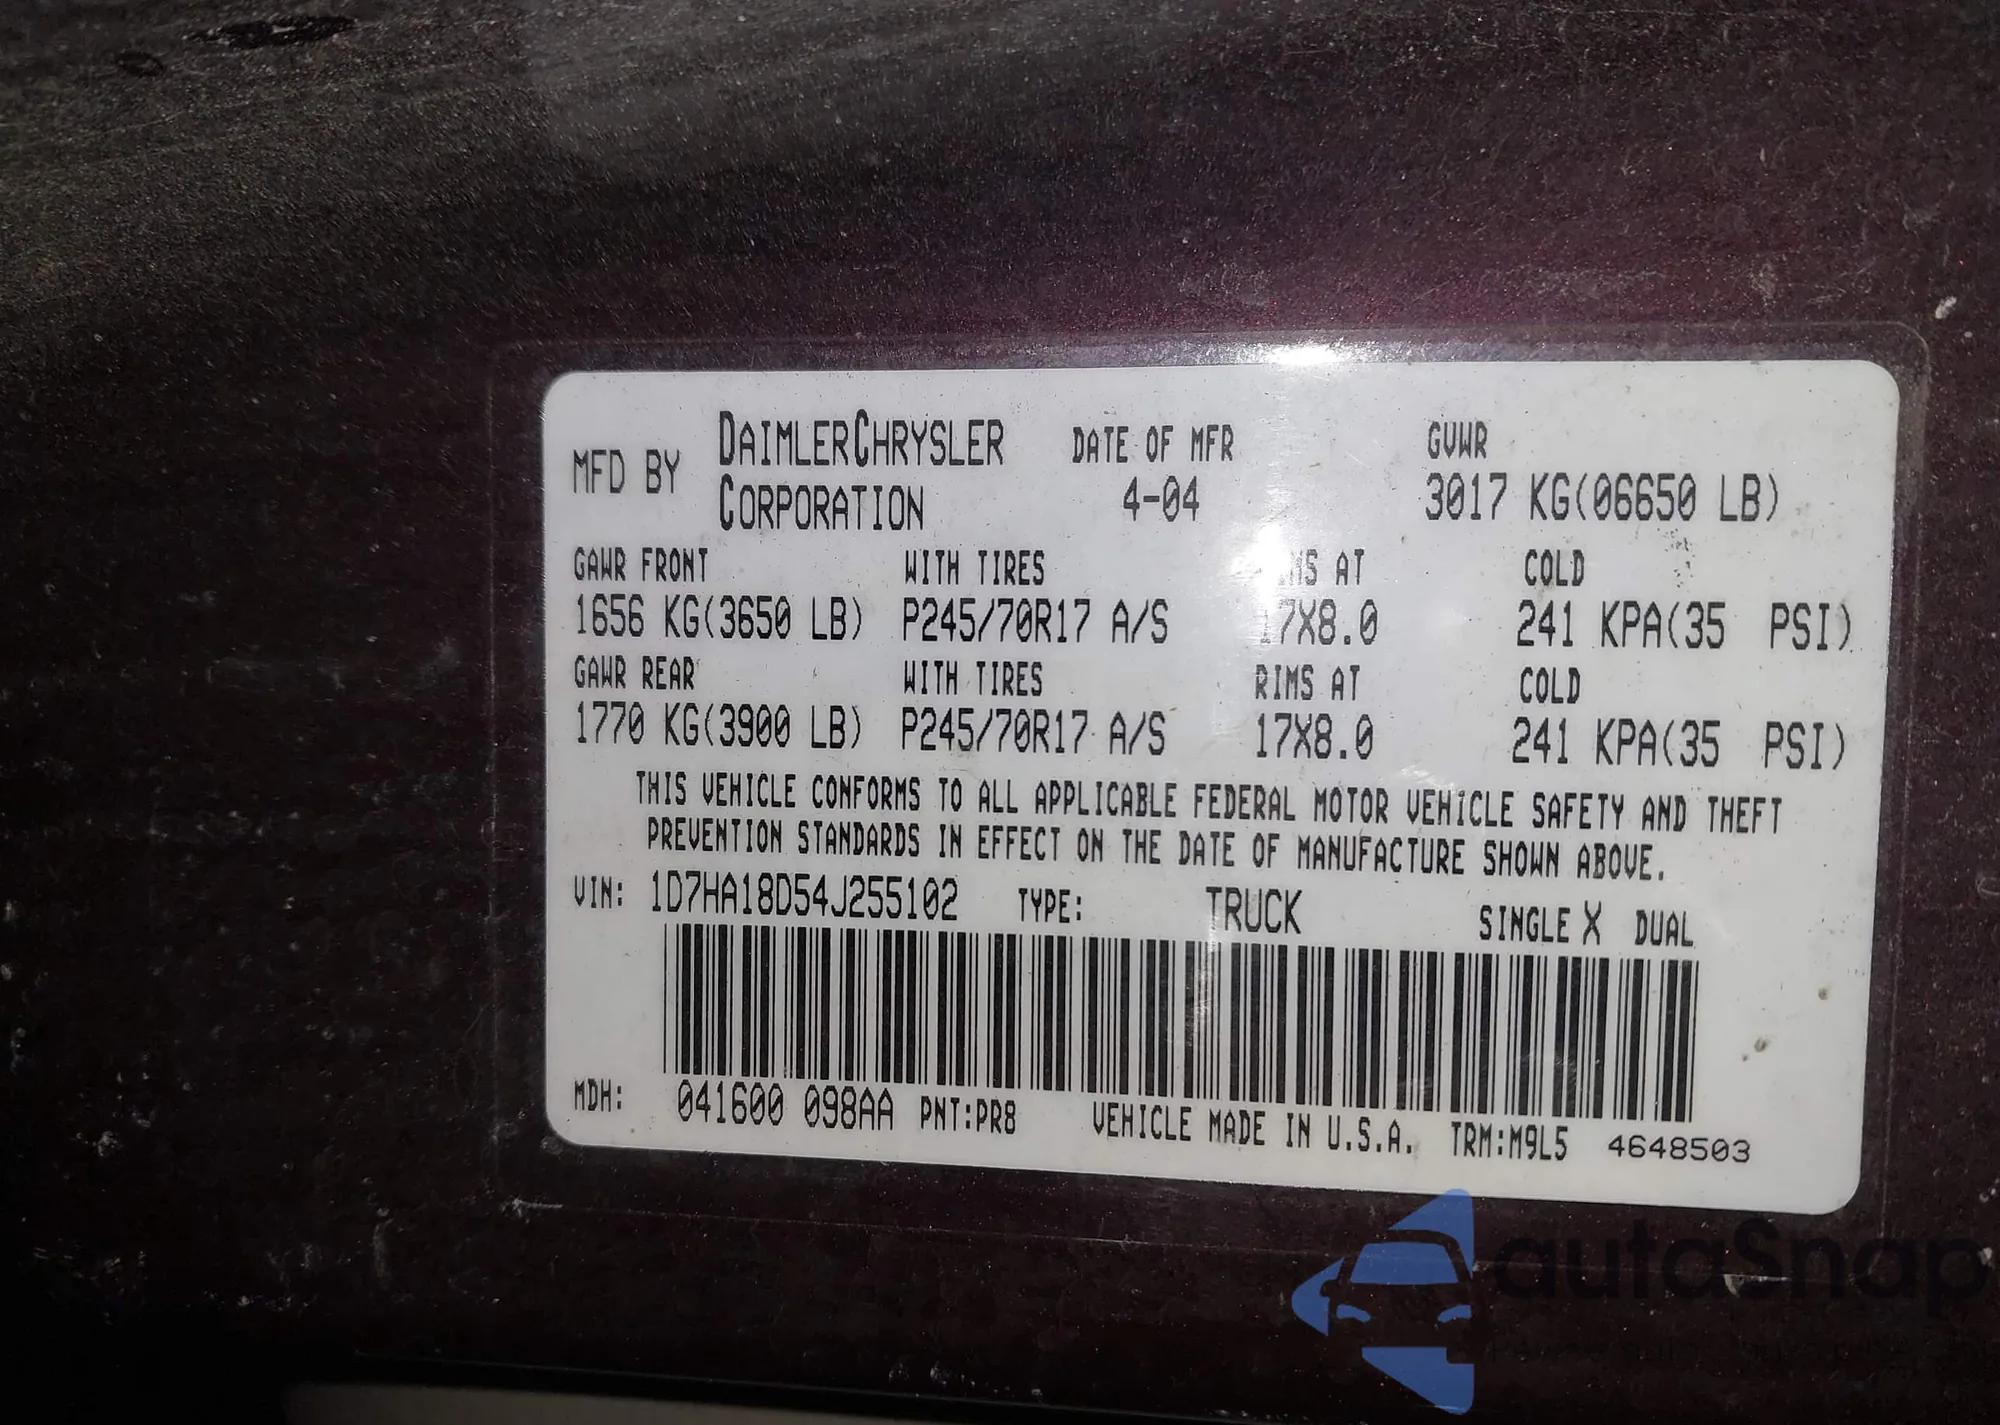 MFD BY DAIMLERCHRYSLER CORPORATION DATE OF MFR 4-04 GVWR 3017 KG(06650 LB)
GAWR FRONT WITH TIRES AT COLD
1656 KG(3650 LB) P245/70R17 A/S 17X8.0 241 KPA(35 PSI)
GAWR REAR WITH TIRES RIMS AT COLD
1770 KG(3900 LB) P245/70R17 A/S 17X8.0 241 KPA(35 PSI)
THIS VEHICLE CONFORMS TO ALL APPLICABLE FEDERAL MOTOR VEHICLE SAFETY AND THEFT
PREVENTION STANDARDS IN EFFECT ON THE DATE OF MANUFACTURE SHOWN ABOVE.
VIN: 1D7HA18D54J255102 TYPE: TRUCK SINGLE X DUAL
MDH: 041600 098AA PNT:PR8 VEHICLE MADE IN U.S.A. TRM:M9L5 4648503
autaSnap